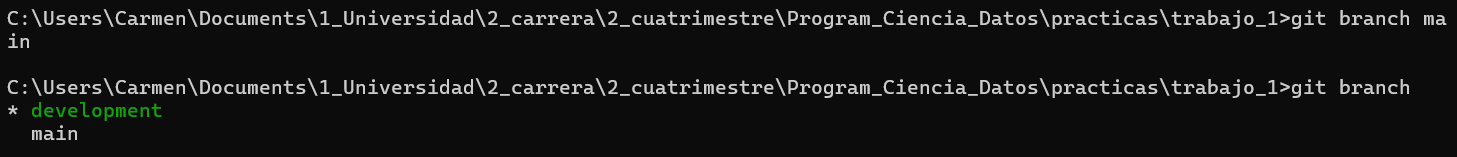 C:\Users\Carmen\Documents\1_Universidad\2_carrera\2_cuatrimestre\Program_Ciencia_Datos\practicas\trabajo_1>git branch ma
in
C:\Users\Carmen\Documents\1_Universidad\2_carrera\2_cuatrimestre\Program_Ciencia_Datos\practicas\trabajo_1>git branch
* development
  main